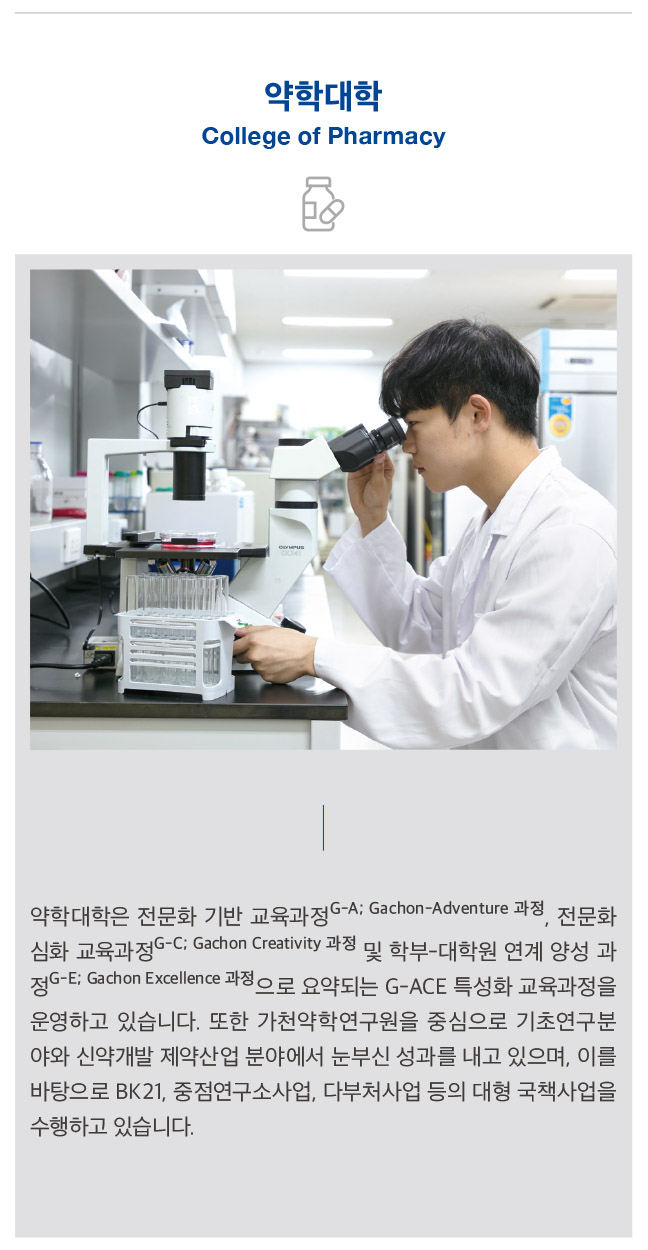 약학대학
College of Pharmacy
OLYMPUS
약학대학은 전문화 기반 교육과정G-A; Gachon-Adventure 과정, 전문화
심화 교육과정G-C; Gachon Creativity 과정 및 학부-대학원 연계 양성 과
정G-E; Gachon Excellence 과정으로 요약되는 G-ACE 특성화 교육과정을
운영하고 있습니다. 또한 가천약학연구원을 중심으로 기초연구분
야와 신약개발 제약산업 분야에서 눈부신 성과를 내고 있으며, 이를
바탕으로 BK21, 중점연구소사업, 다부처사업 등의 대형 국책사업을
수행하고 있습니다.